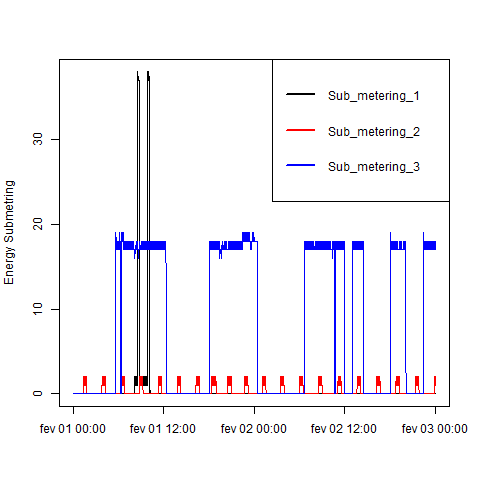 Sub_metering_1
Sub_metering_2
Sub_metering_3
Energy Submetring
30
20
10
0
fev 01 00:00 fev 01 12:00 fev 02 00:00 fev 02 12:00 fev 03 00:00